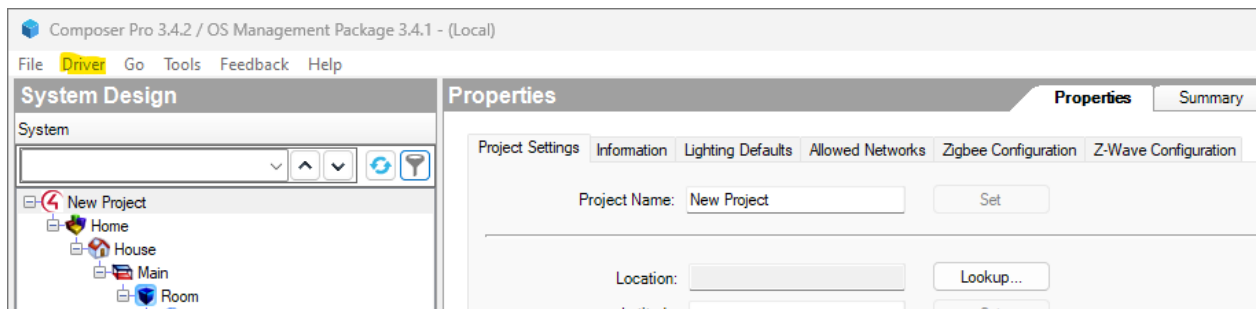 Composer Pro 3.4.2 / OS Management Package 3.4.1 - (Local)
File Driver Go Tools Feedback Help
System Design
System
New Project
Home
House
Main
Room
Properties
Properties Summary
Project Settings Information Lighting Defaults Allowed Networks Zigbee Configuration Z-Wave Configuration
Project Name: New Project Set
Location: Lookup...